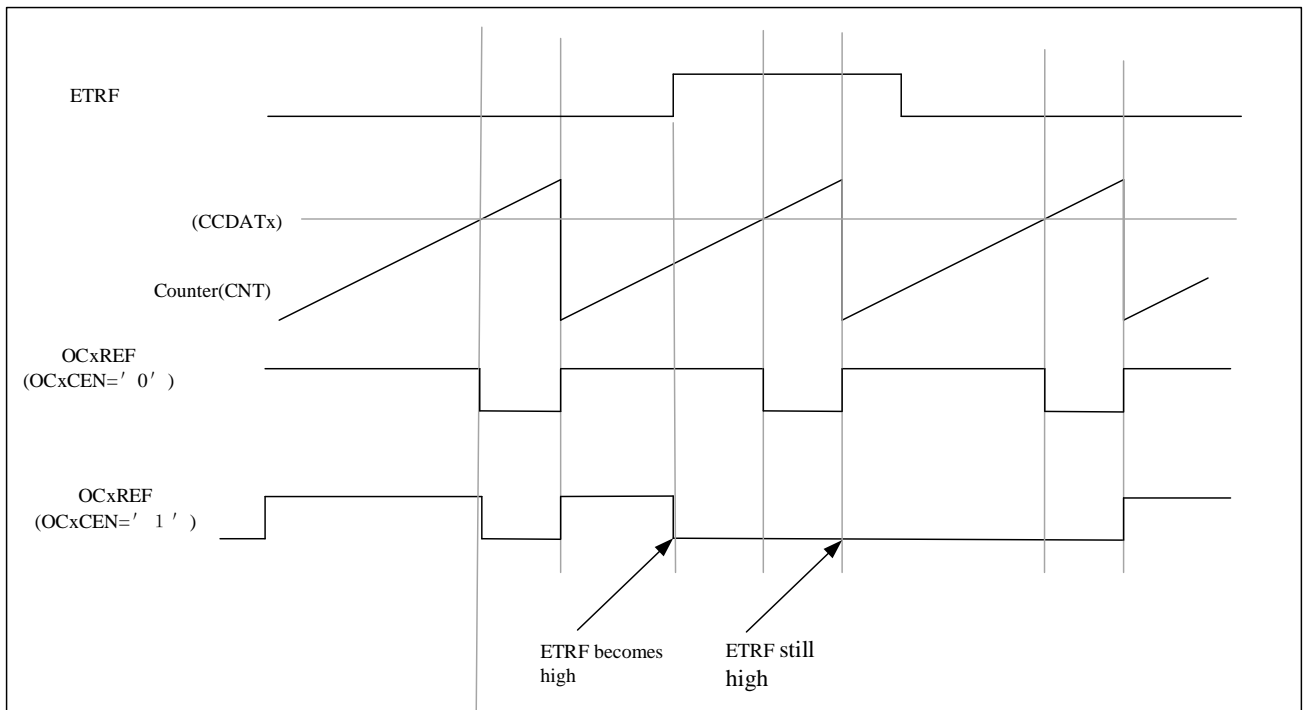 ETRF
(CCDATx)
Counter(CNT)
OCxREF
(OCxCEN=′ 0′ )
OCxREF
(OCxCEN=′ 1 ′ )
ETRF becomes
high
ETRF still
high